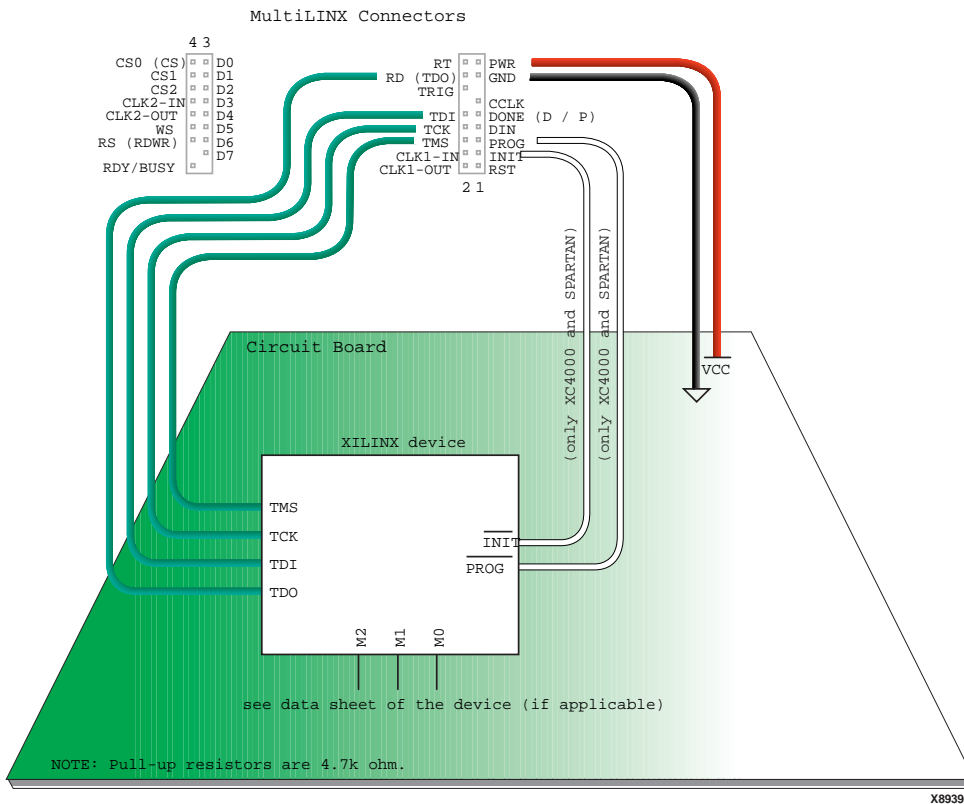 MultiLINX Connectors
4 3
CS0 (CS) D0
CS1 D1
CS2 D2
CLK2-IN D3
CLK2-OUT D4
WS D5
RS (RDWR) D6
D7
RDY/BUSY
RT PWR
RD (TDO) GND
TRIG
CCLK
TDI DONE (D / P)
TCK DIN
TMS PROG
CLK1-IN INIT
CLK1-OUT RST
2 1
(only XC4000 and SPARTAN)
(only XC4000 and SPARTAN)
Circuit Board
VCC
XILINX device
TMS
TCK
TDI
TDO
INIT
PROG
M2
M1
M0
see data sheet of the device (if applicable)
NOTE: Pull-up resistors are 4.7k ohm.
X8939